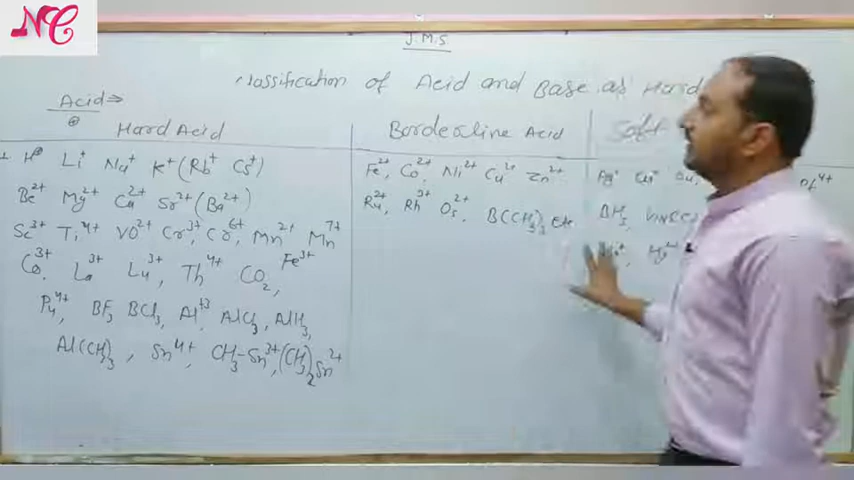 NC
J.M.S
Classification of Acid and Base as Hard
Acid⇒
Hard Acid
Borderline Acid
Soft
H⊕ Li⁺ Na⁺ K⁺ (Rb⁺ Cs⁺)
Fe²⁺, Co²⁺, Ni²⁺ Cu²⁺ Zn²⁺
Pt⁴⁺
Be²⁺ Mg²⁺ Ca²⁺ Sr²⁺ (Ba²⁺)
Os²⁺, B(CH₃)₃ etc
BH₃
Sc³⁺ Ti⁴⁺ VO²⁺ Cr³⁺, Cr⁶⁺, Mn²⁺ Mn⁷⁺
Co³⁺ La³⁺ Lu³⁺, Th⁴⁺ CO₂, Fe³⁺
Pu⁴⁺, BF₃ BCl₃, Al⁺³, AlCl₃, AlH₃,
Al(CH₃)₃, Sn⁴⁺, CH₃-Sn³⁺, (CH₃)₂Sn²⁺